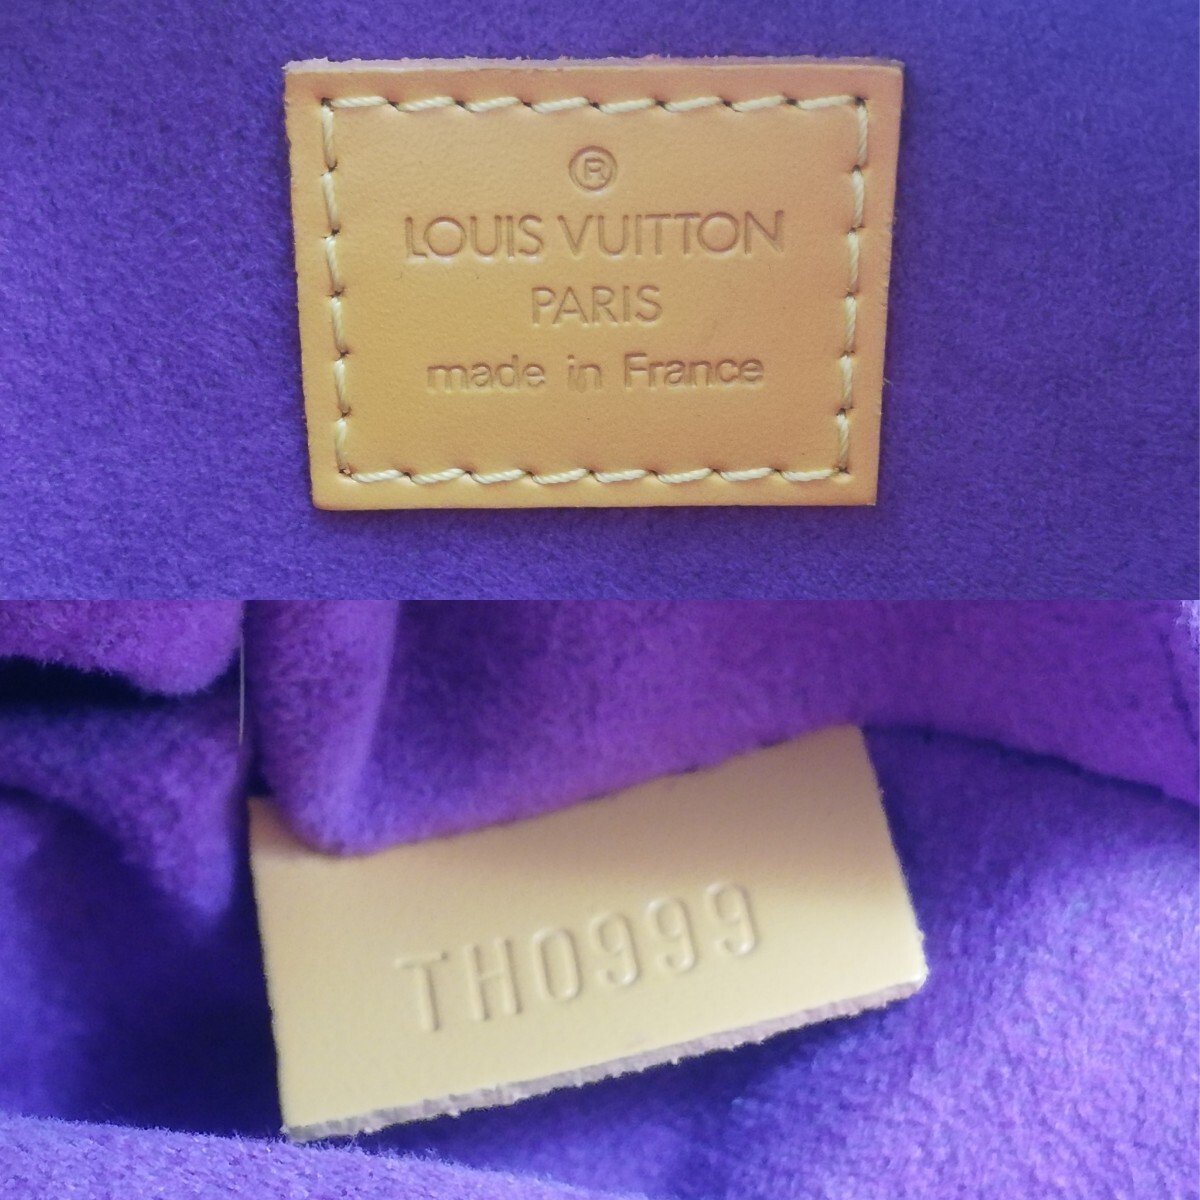 ®
LOUIS VUITTON
PARIS
made in France
TH0999